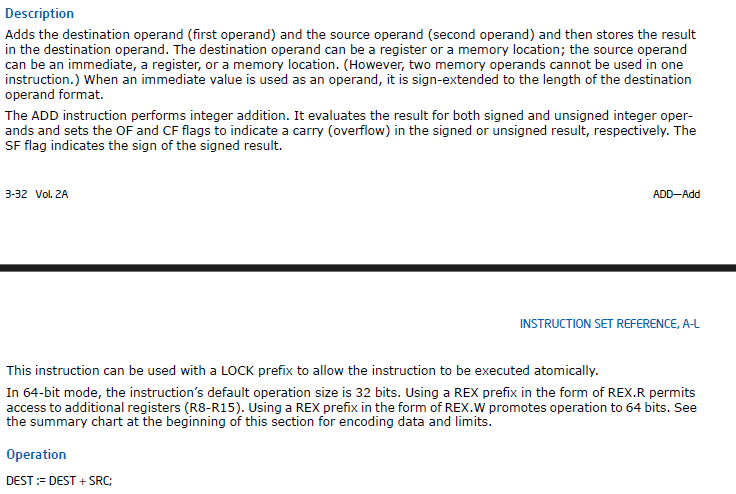 Description
Adds the destination operand (first operand) and the source operand (second operand) and then stores the result
in the destination operand. The destination operand can be a register or a memory location; the source operand
can be an immediate, a register, or a memory location. (However, two memory operands cannot be used in one
instruction.) When an immediate value is used as an operand, it is sign-extended to the length of the destination
operand format.
The ADD instruction performs integer addition. It evaluates the result for both signed and unsigned integer oper-
ands and sets the OF and CF flags to indicate a carry (overflow) in the signed or unsigned result, respectively. The
SF flag indicates the sign of the signed result.
3-32 Vol. 2A ADD—Add
INSTRUCTION SET REFERENCE, A-L
This instruction can be used with a LOCK prefix to allow the instruction to be executed atomically.
In 64-bit mode, the instruction's default operation size is 32 bits. Using a REX prefix in the form of REX.R permits
access to additional registers (R8-R15). Using a REX prefix in the form of REX.W promotes operation to 64 bits. See
the summary chart at the beginning of this section for encoding data and limits.
Operation
DEST := DEST + SRC;